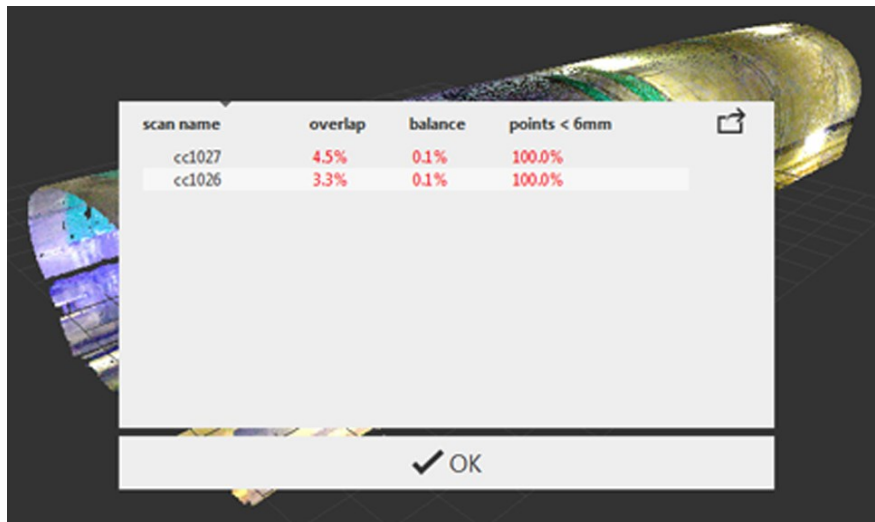 scan name overlap balance points < 6mm
cc1027 4.5% 0.1% 100.0%
cc1026 3.3% 0.1% 100.0%
OK